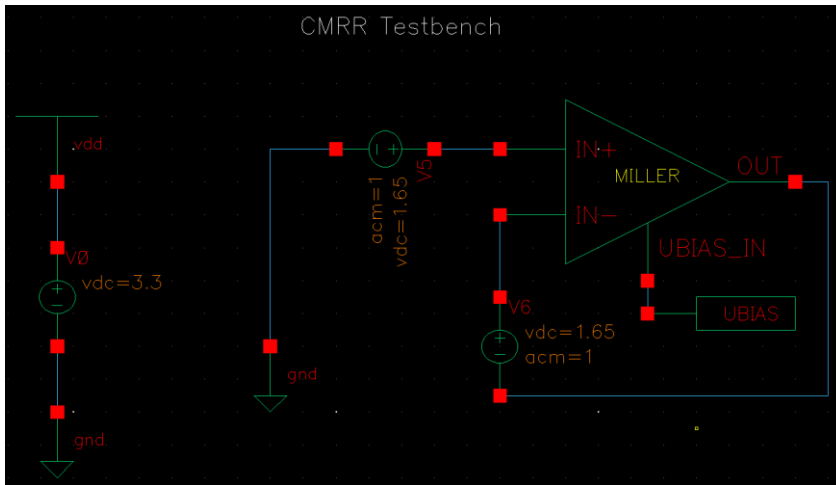 CMRR Testbench
vdd
V0
vdc=3.3
gnd
gnd
acm=1
vdc=1.65
V5
IN+
MILLER
IN-
OUT
UBIAS_IN
UBIAS
V6
vdc=1.65
acm=1